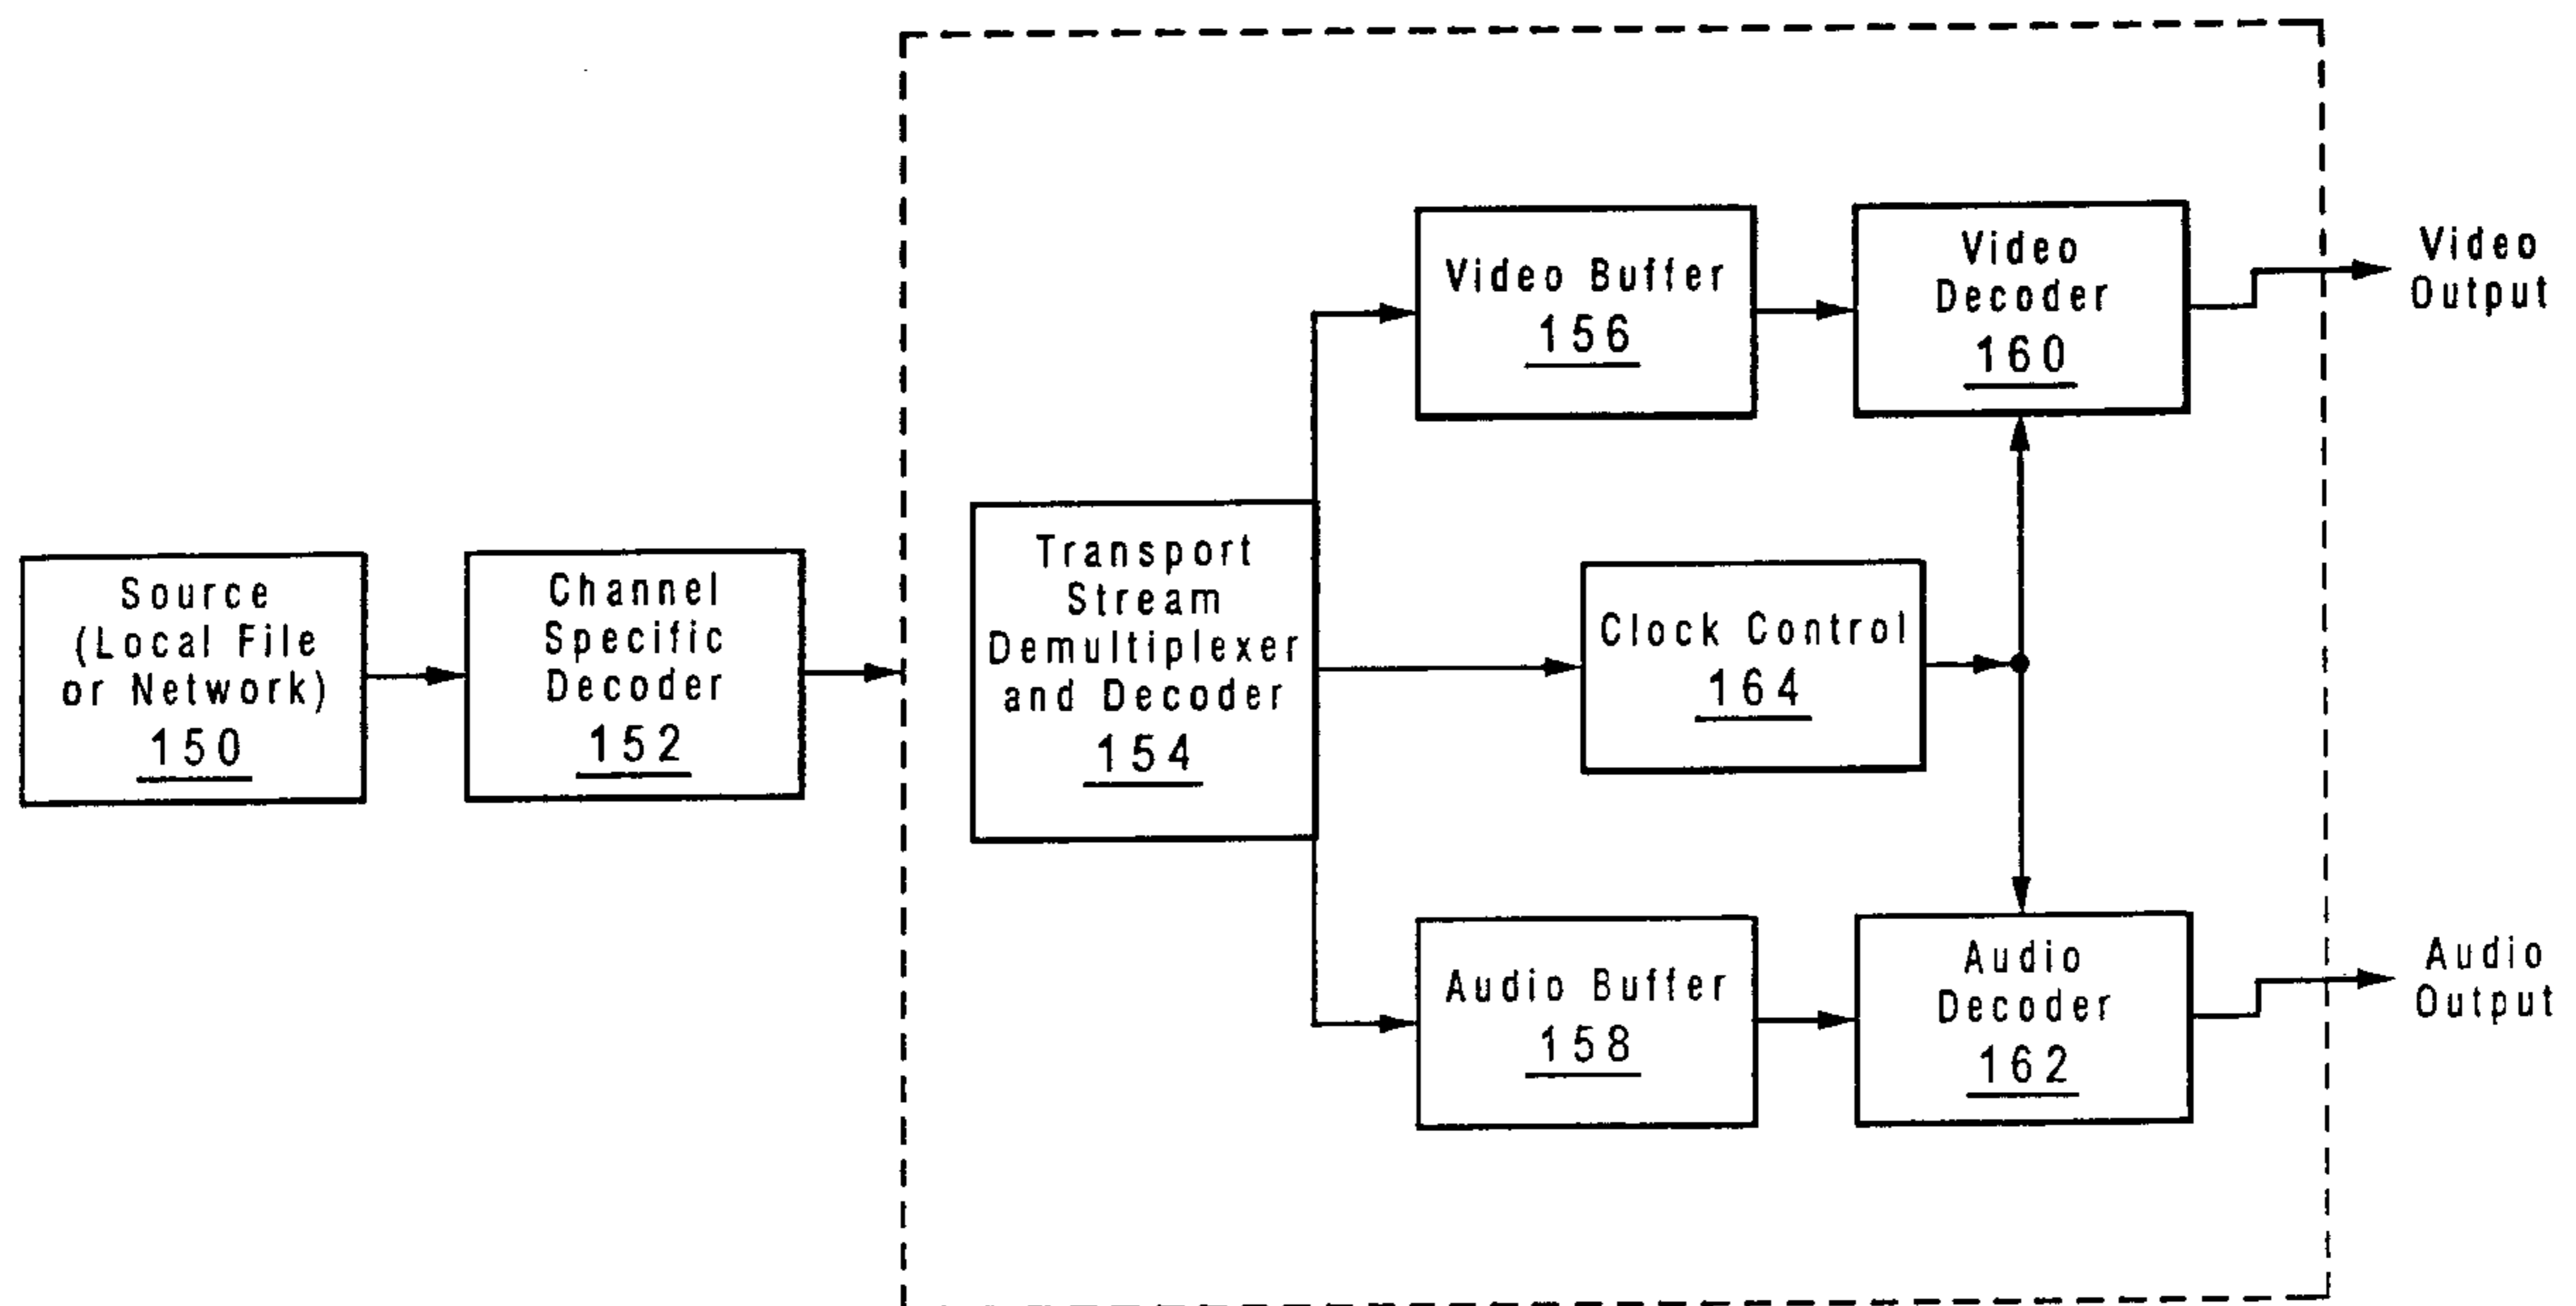 Source
(Local File
or Network)
150
Channel
Specific
Decoder
152
Transport
Stream
Demultiplexer
and Decoder
154
Video Buffer
156
Video
Decoder
160
Video
Output
Clock Control
164
Audio Buffer
158
Audio
Decoder
162
Audio
Output